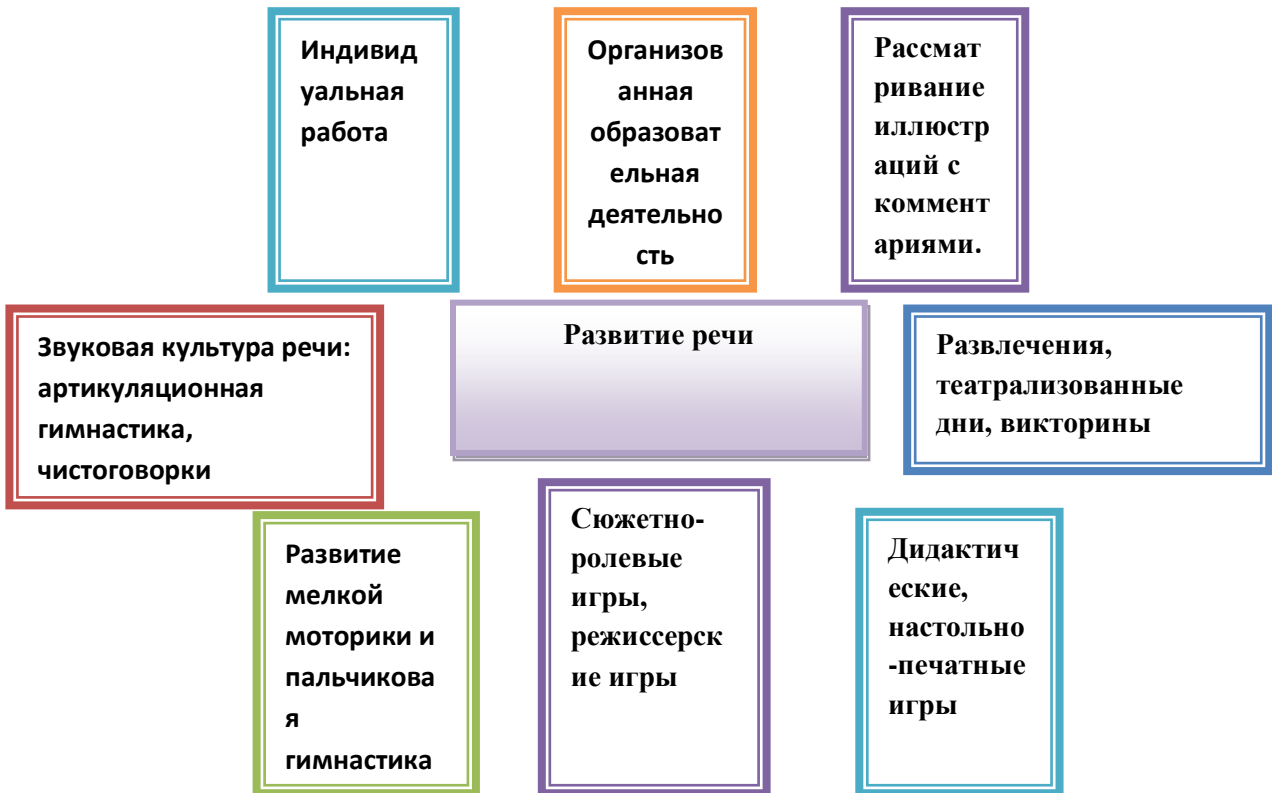 Индивид
уальная
работа
Организов
анная
образоват
ельная
деятельно
сть
Рассмат
ривание
иллюстр
аций с
коммент
ариями.
Звуковая культура речи:
артикуляционная
гимнастика,
чистоговорки
Развитие речи
Развлечения,
театрализованные
дни, викторины
Развитие
мелкой
моторики и
пальчикова
я
гимнастика
Сюжетно-
ролевые
игры,
режиссерск
ие игры
Дидактич
еские,
настольно
-печатные
игры